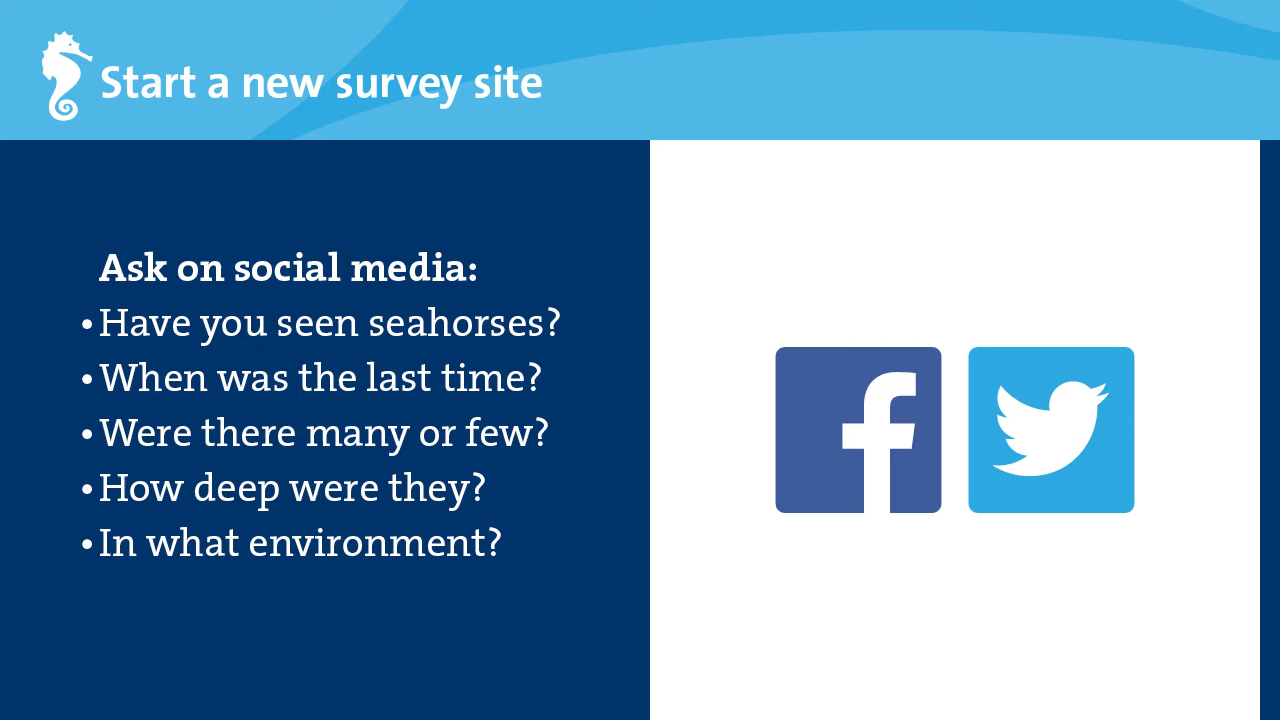 Start a new survey site
Ask on social media:
•Have you seen seahorses?
•When was the last time?
•Were there many or few?
•How deep were they?
•In what environment?